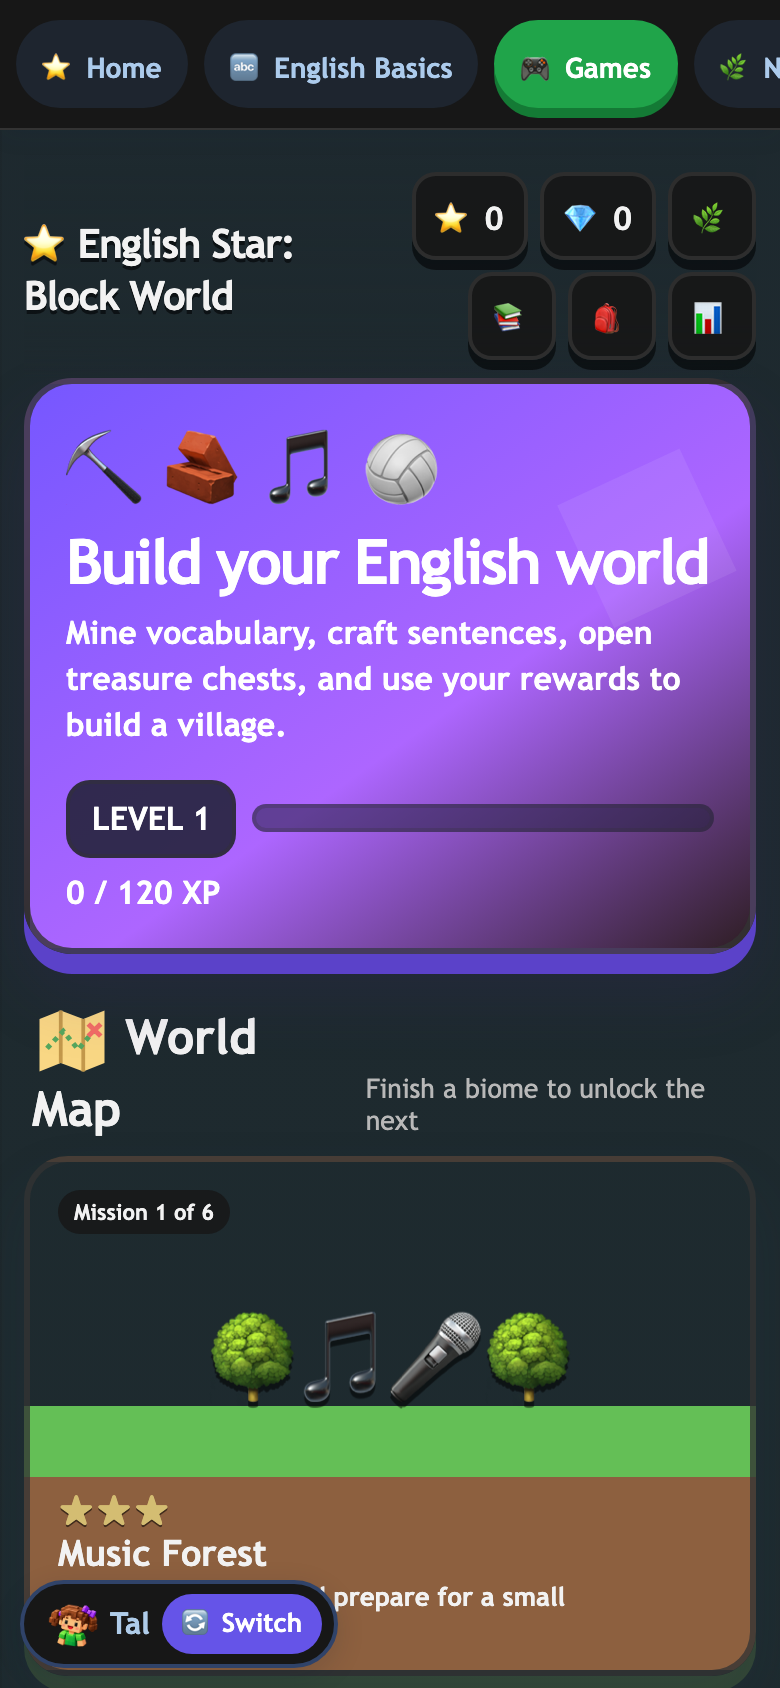 Home
English Basics
Games
N
English Star:
Block World
0
0
Build your English world
Mine vocabulary, craft sentences, open
treasure chests, and use your rewards to
build a village.
LEVEL 1
0 / 120 XP
World
Map
Finish a biome to unlock the
next
Mission 1 of 6
Music Forest
prepare for a small
Tal
Switch